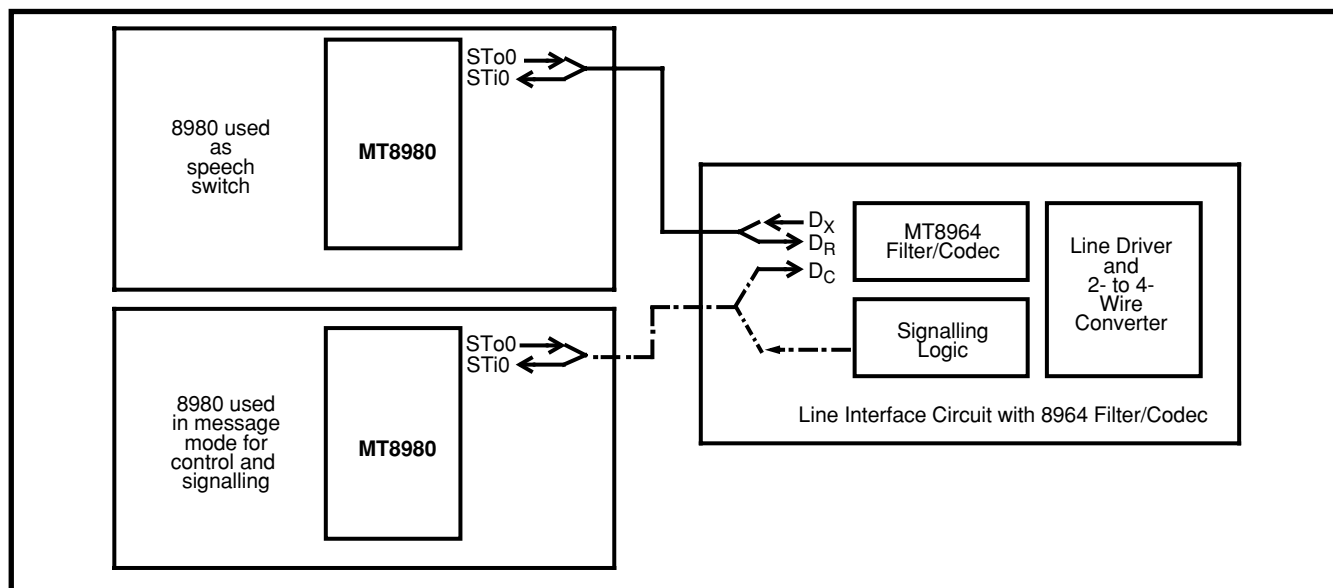 STo0
STi0
8980 used
as
speech
switch
MT8980
STo0
STi0
8980 used
in message
mode for
control and
signalling
MT8980
DX
DR
DC
MT8964
Filter/Codec
Signalling
Logic
Line Driver
and
2- to 4-
Wire
Converter
Line Interface Circuit with 8964 Filter/Codec